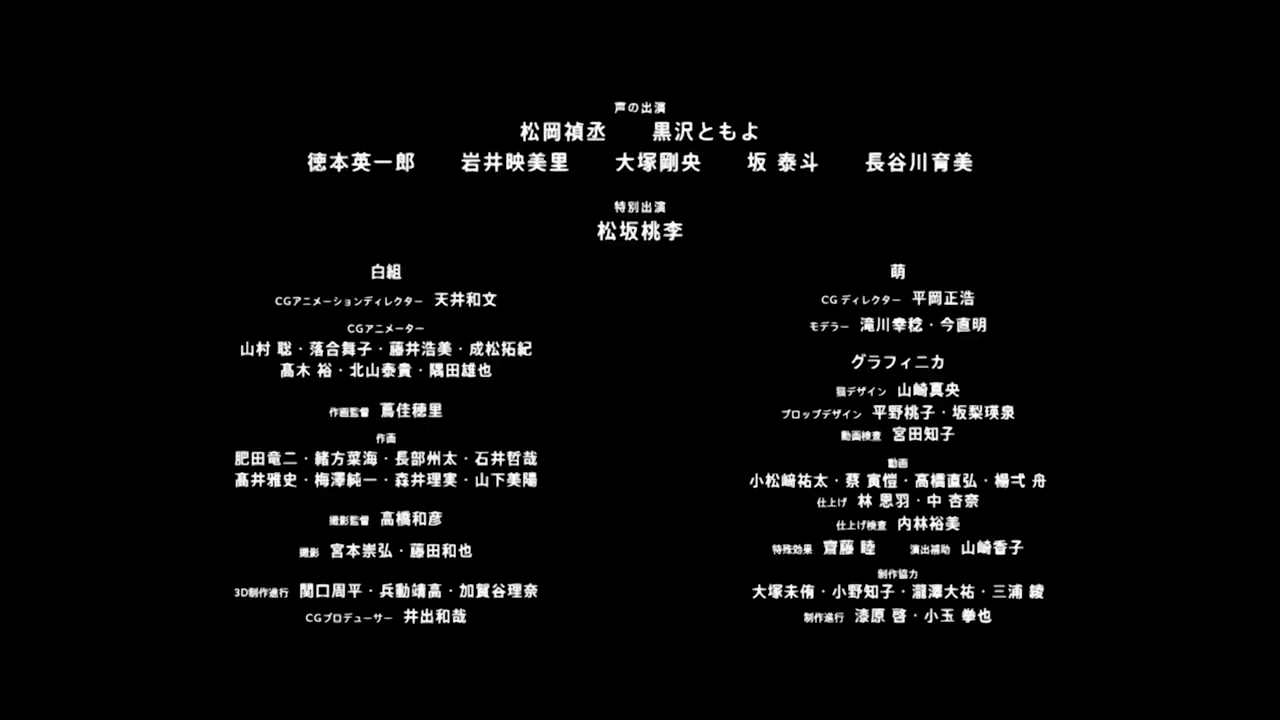 声の出演
松岡禎丞 黒沢ともよ
徳本英一郎 岩井映美里 大塚剛央 坂 泰斗 長谷川育美
特別出演
松坂桃李
白組
CGアニメーションディレクター 天井和文
CGアニメーター
山村 聡・落合舞子・藤井浩美・成松拓紀
髙木 裕・北山泰貴・隅田雄也
作画監督 蔦佳穂里
作画
肥田竜二・緒方菜海・長部州太・石井哲哉
髙井雅史・梅澤純一・森井理実・山下美陽
撮影監督 高橋和彦
撮影 宮本崇弘・藤田和也
3D制作進行 関口周平・兵動靖高・加賀谷理奈
CGプロデューサー 井出和哉
萌
CG ディレクター 平岡正浩
モデラー 滝川幸稔・今直明
グラフィニカ
猫デザイン 山崎真央
プロップデザイン 平野桃子・坂梨瑛泉
動画検査 宮田知子
動画
小松﨑祐太・蔡 寅愷・髙橋直弘・楊弍 舟
仕上げ 林 恩羽・中 杏奈
仕上げ検査 内林裕美
特殊効果 齋藤 睦 演出補助 山崎香子
制作協力
大塚未侑・小野知子・瀧澤大祐・三浦 綾
制作進行 漆原 啓・小玉 拳也